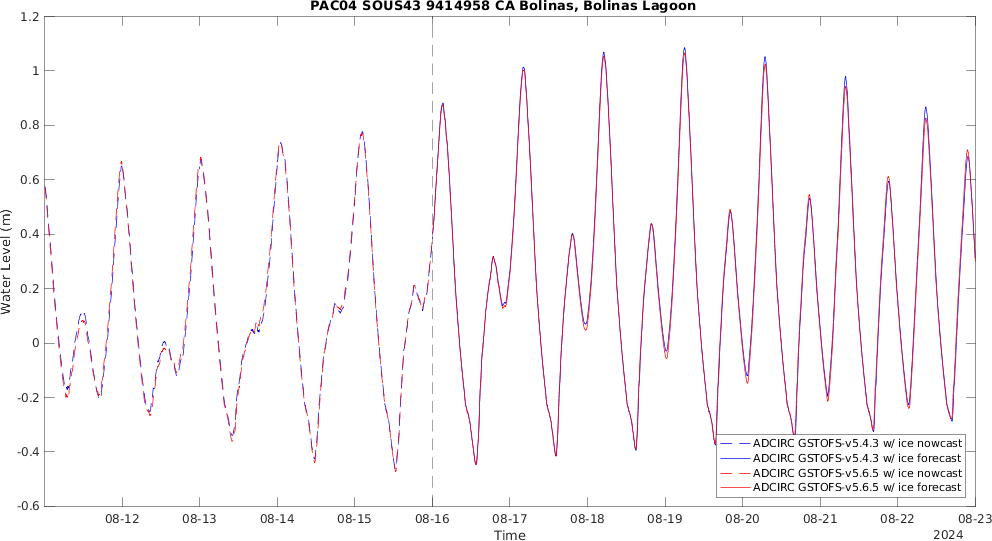 PAC04 SOUS43 9414958 CA Bolinas, Bolinas Lagoon
1.2
1
0.8
0.6
0.4
0.2
0
-0.2
-0.4
-0.6
Water Level (m)
ADCIRC GSTOFS-v5.4.3 w/ ice nowcast
ADCIRC GSTOFS-v5.4.3 w/ ice forecast
ADCIRC GSTOFS-v5.6.5 w/ ice nowcast
ADCIRC GSTOFS-v5.6.5 w/ ice forecast
08-12 08-13 08-14 08-15 08-16 08-17 08-18 08-19 08-20 08-21 08-22 08-23
Time
2024